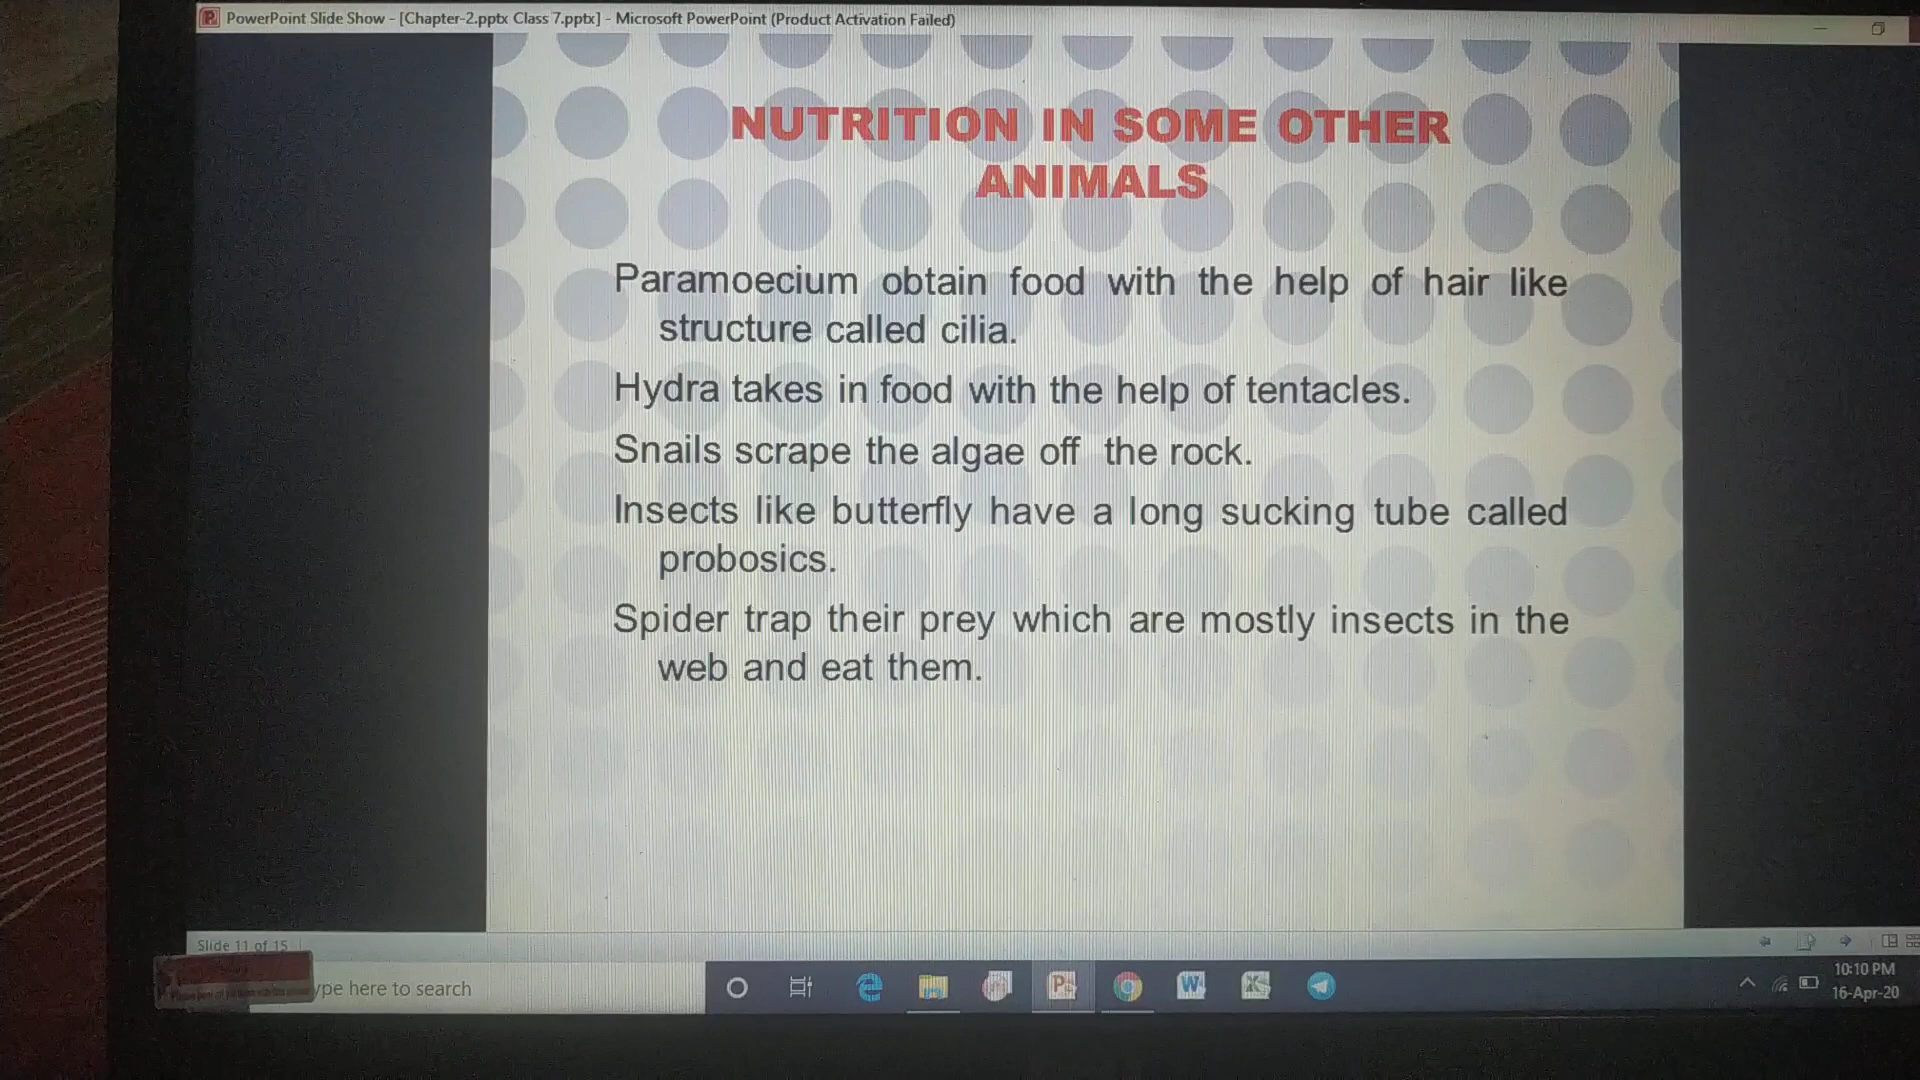 PowerPoint Slide Show - [Chapter-2.pptx Class 7.pptx] - Microsoft PowerPoint (Product Activation Failed)
NUTRITION IN SOME OTHER
ANIMALS
Paramoecium obtain food with the help of hair like
structure called cilia.
Hydra takes in food with the help of tentacles.
Snails scrape the algae off the rock.
Insects like butterfly have a long sucking tube called
probosics.
Spider trap their prey which are mostly insects in the
web and eat them.
Slide 11 of 15
ype here to search
10:10 PM
16-Apr-20